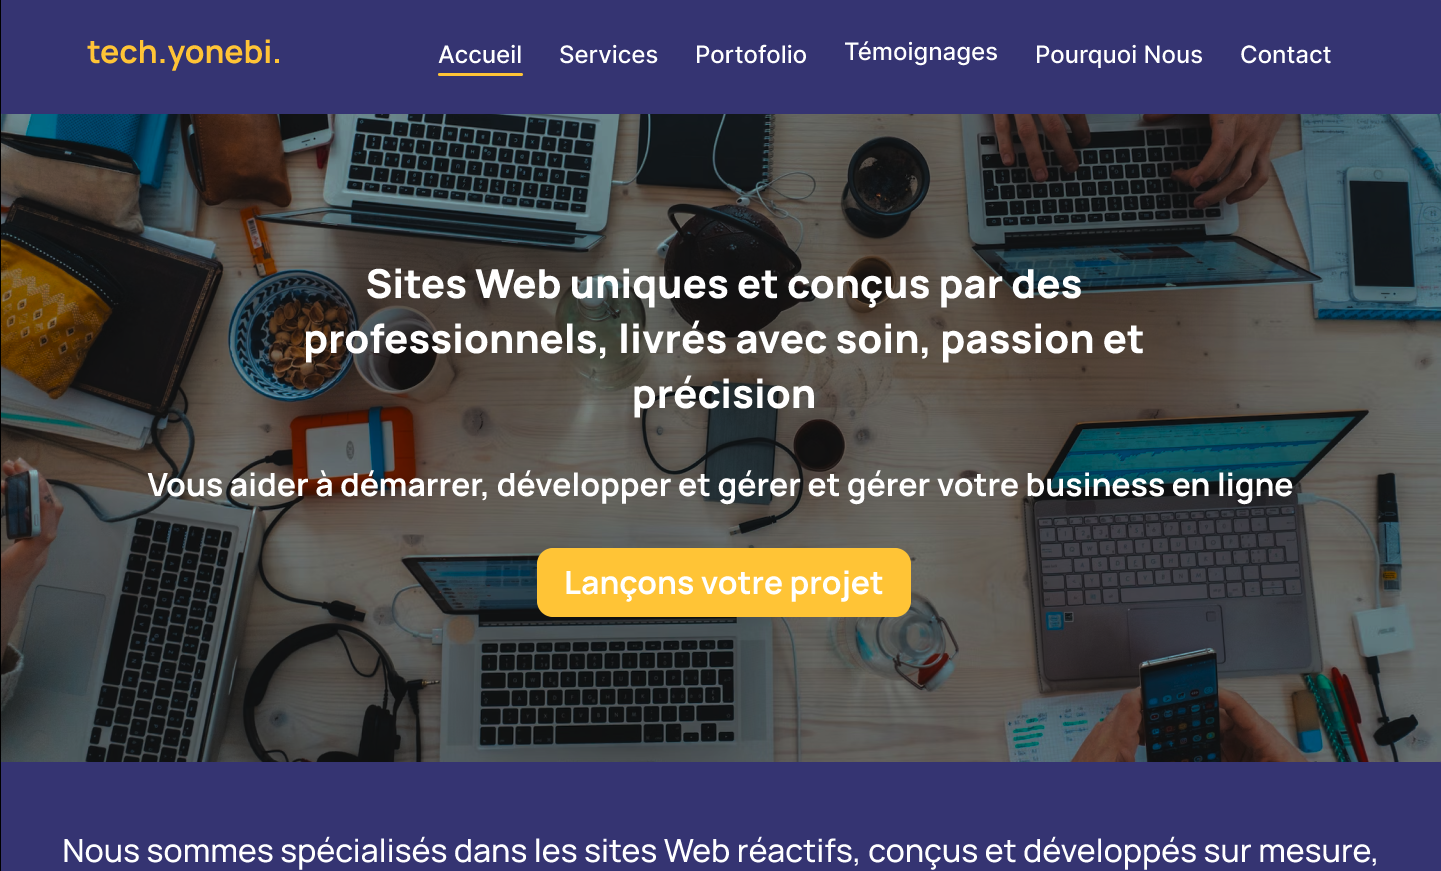 tech.yonebi.
Accueil Services Portofolio Témoignages Pourquoi Nous Contact
Sites Web uniques et conçus par des
professionnels, livrés avec soin, passion et
précision
Vous aider à démarrer, développer et gérer et gérer votre business en ligne
Lançons votre projet
Nous sommes spécialisés dans les sites Web réactifs, conçus et développés sur mesure,